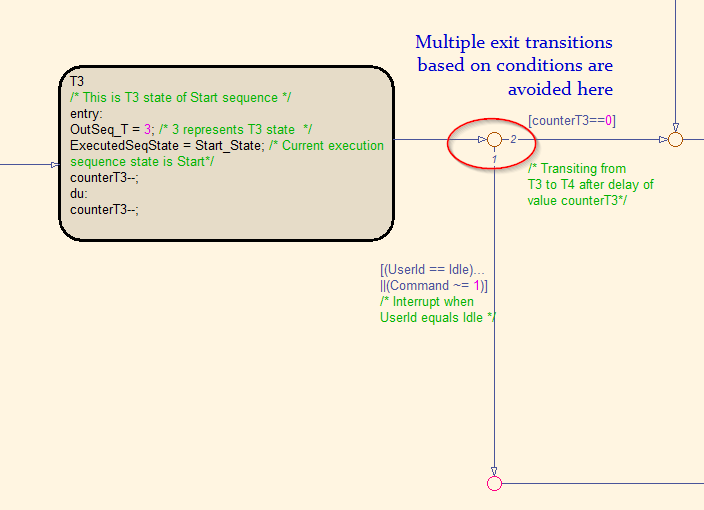 Multiple exit transitions
based on conditions are
avoided here
T3
/* This is T3 state of Start sequence */
entry:
OutSeq_T = 3; /* 3 represents T3 state  */
ExecutedSeqState = Start_State; /* Current execution
sequence state is Start*/
counterT3--;
du:
counterT3--;
[counterT3==0]
2
1
/* Transiting from
T3 to T4 after delay of
value counterT3*/
[(UserId == Idle)...
||(Command ~= 1)]
/* Interrupt when
UserId equals Idle */